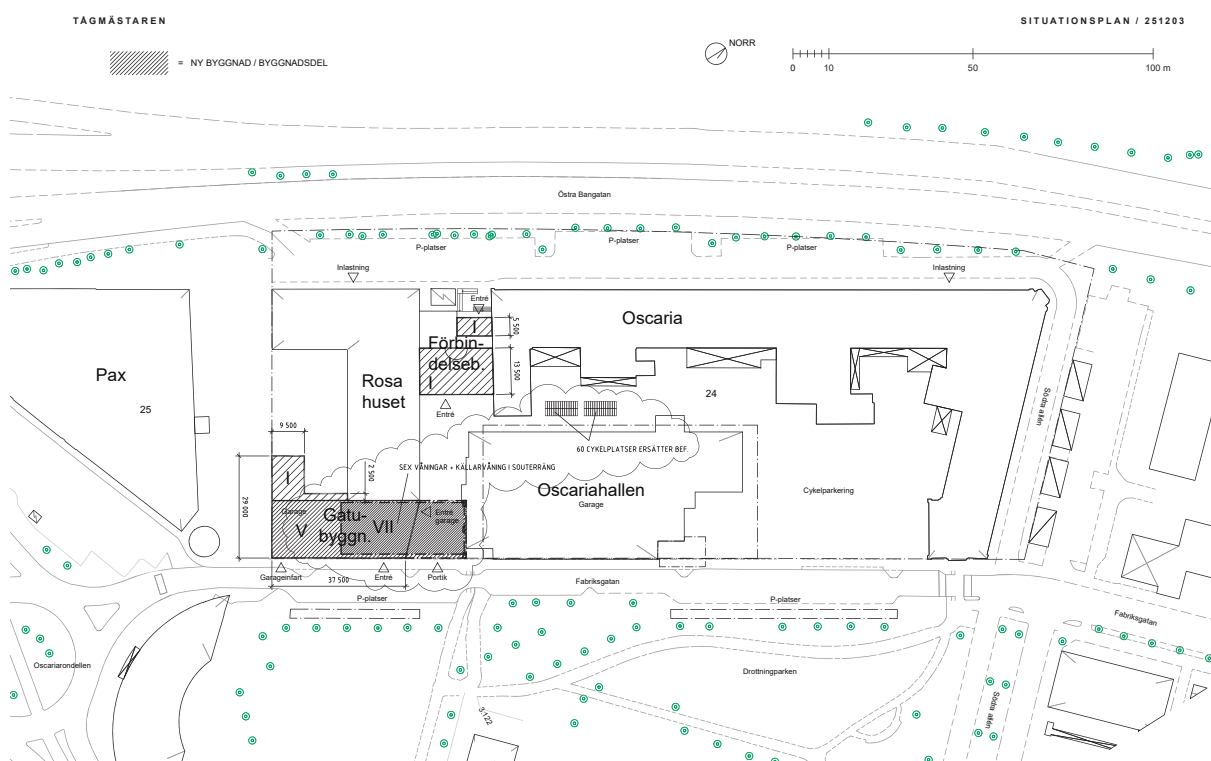 TÅGMÄSTAREN
SITUATIONSPLAN / 251203
= NY BYGGNAD / BYGGNADSDEL
NORR
0 10 50 100 m
Östra Bangatan
P-platser
P-platser
P-platser
Inlastning
Inlastning
Entré
Oscaria
I
5 500
Förbin-
delseb.
I
13 500
Pax
25
Rosa
huset
24
Entré
Södra allén
9 500
60 CYKELPLATSER ERSÄTTER BEF.
2 500
SEX VÅNINGAR + KÄLLARVÅNING I SOUTERRÄNG
I
Oscariahallen
Garage
Cykelparkering
29 000
Garage
Gatu-
byggn.
V
VII
Entré
garage
Garageinfart
Entré
Portik
37 500
Fabriksgatan
P-platser
P-platser
Fabriksgatan
Oscariarondellen
Drottningparken
Södra allén
3:122